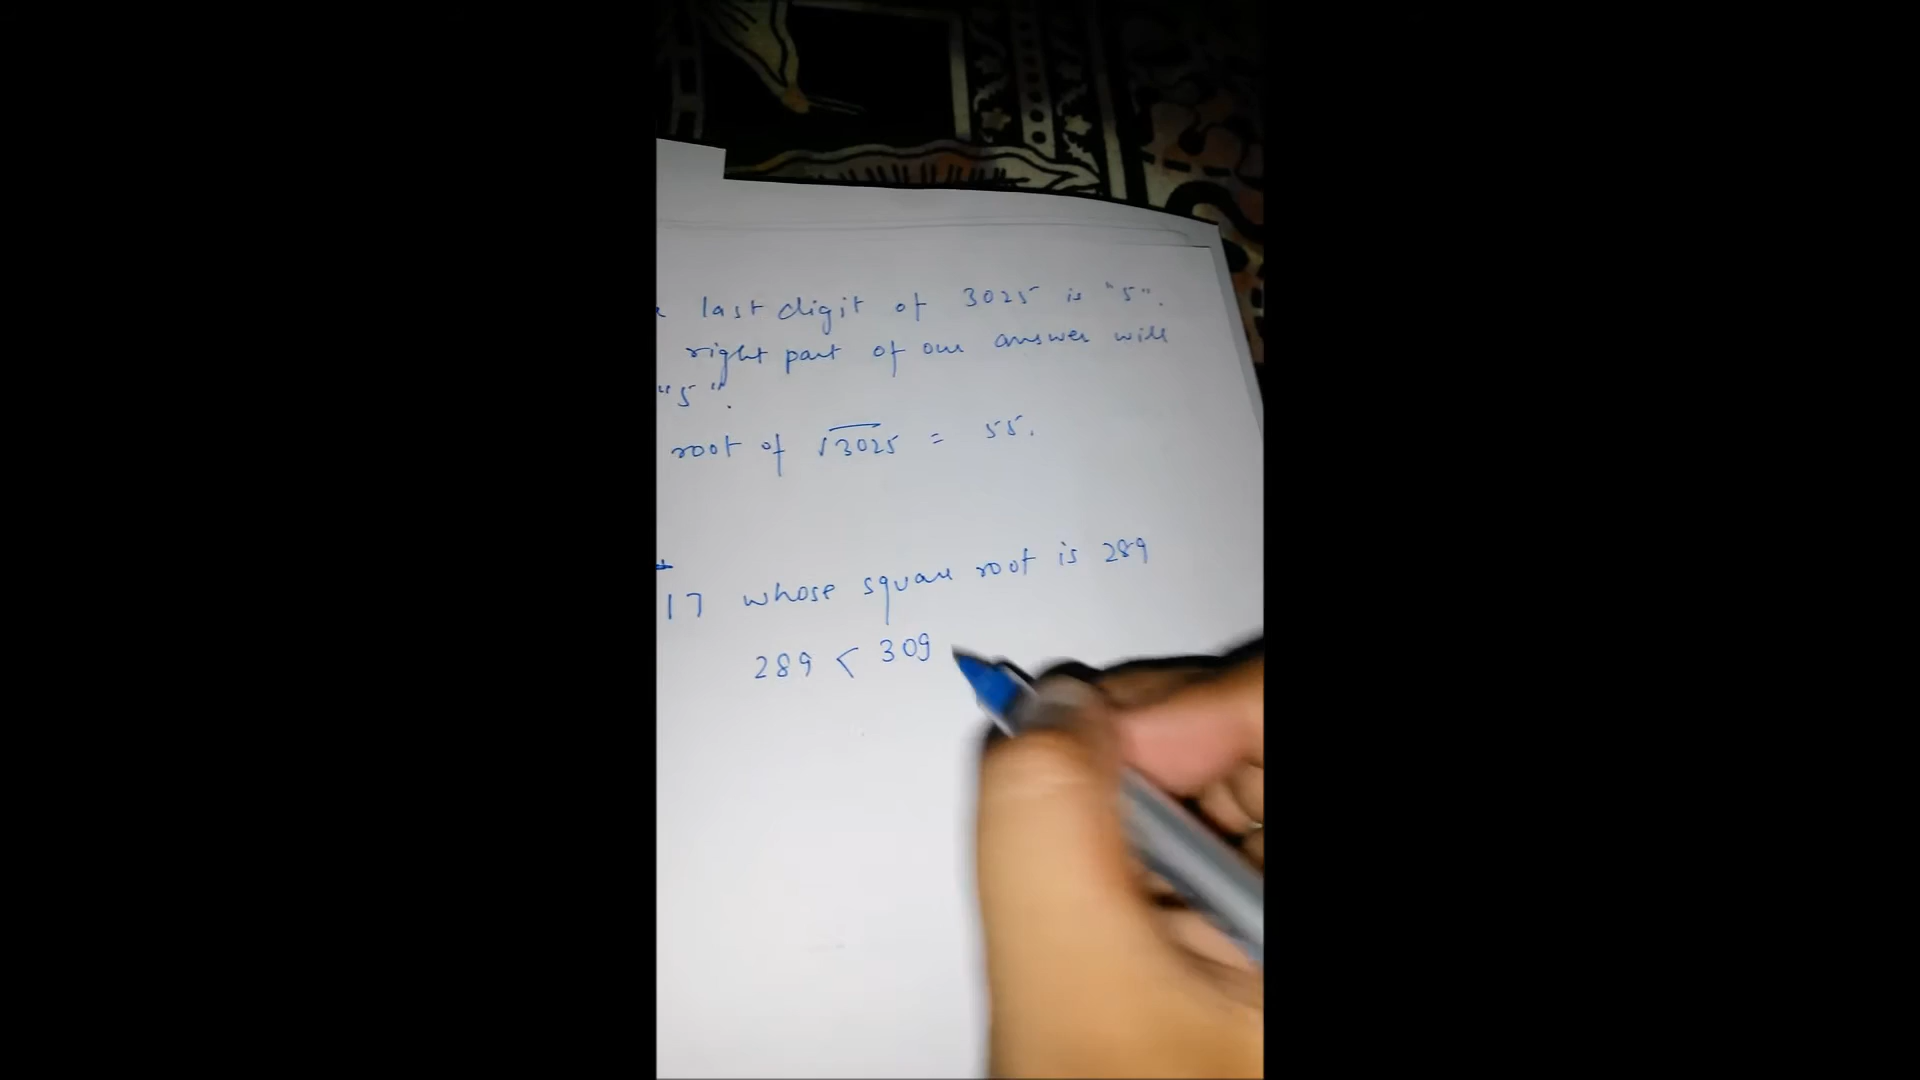 last digit of 3025 is "5".
right part of our answer will
"5".
root of √3025 = 55.
17 whose square root is 289
289 < 309